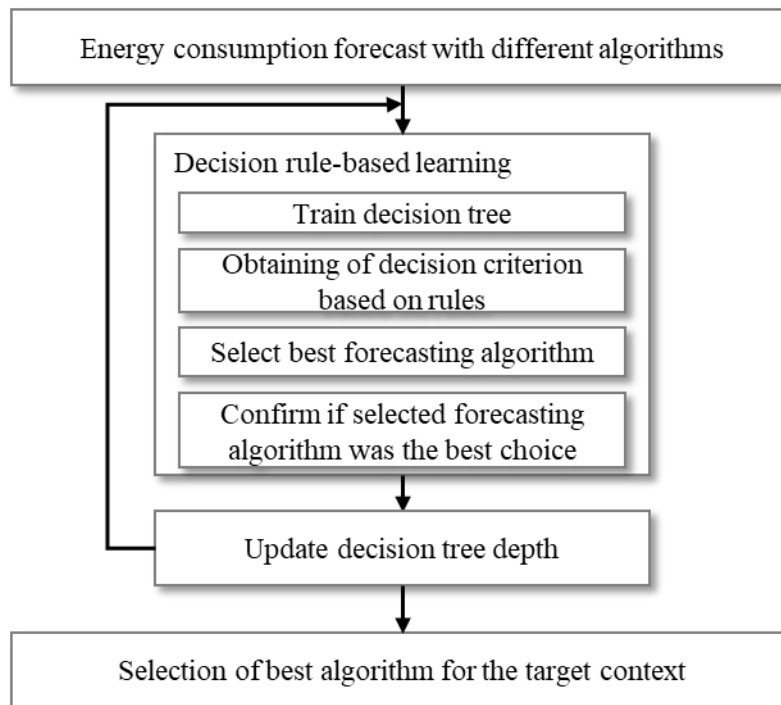 Energy consumption forecast with different algorithms
Decision rule-based learning
Train decision tree
Obtaining of decision criterion
based on rules
Select best forecasting algorithm
Confirm if selected forecasting
algorithm was the best choice
Update decision tree depth
Selection of best algorithm for the target context